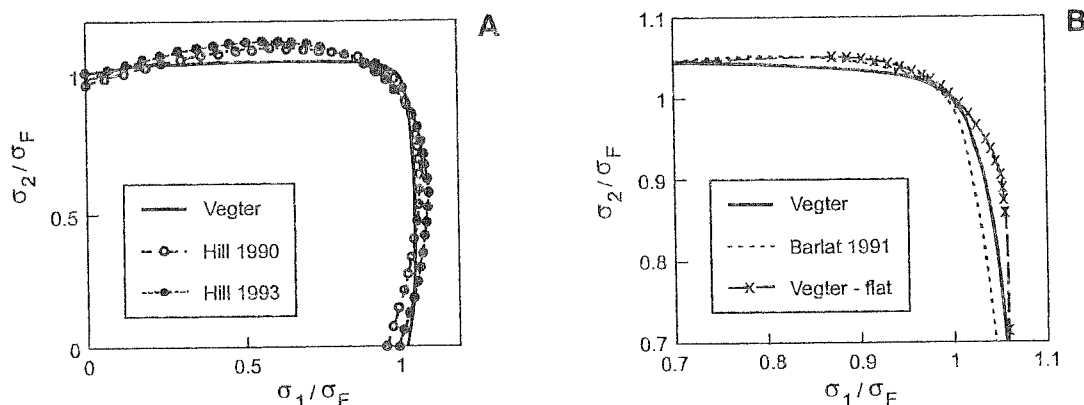 A
σ2/σF
1
0.5
0
0
0.5
1
σ1/σF
Vegter
Hill 1990
Hill 1993
B
σ2/σF
1.1
1
0.9
0.8
0.7
0.7
0.8
0.9
1
1.1
σ1/σF
Vegter
Barlat 1991
Vegter - flat